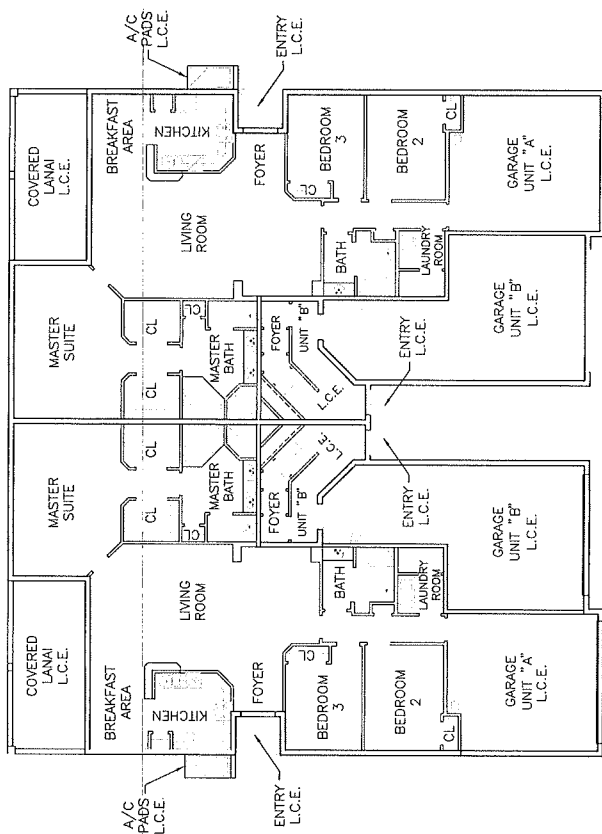 A/C
PADS
L.C.E.
ENTRY
L.C.E.
COVERED
LANAI
L.C.E.
BREAKFAST
AREA
KITCHEN
FOYER
BEDROOM
3
CL
BEDROOM
2
CL
GARAGE
UNIT "A"
L.C.E.
LIVING
ROOM
BATH
LAUNDRY
ROOM
MASTER
SUITE
CL
CL
CL
MASTER
BATH
FOYER
UNIT "B"
L.C.E.
GARAGE
UNIT "B"
L.C.E.
ENTRY
L.C.E.
MASTER
SUITE
CL
CL
CL
MASTER
BATH
FOYER
UNIT "B"
L.C.E.
ENTRY
L.C.E.
GARAGE
UNIT "B"
L.C.E.
LIVING
ROOM
BATH
LAUNDRY
ROOM
COVERED
LANAI
L.C.E.
BREAKFAST
AREA
KITCHEN
FOYER
BEDROOM
3
CL
BEDROOM
2
CL
GARAGE
UNIT "A"
L.C.E.
A/C
PADS
L.C.E.
ENTRY
L.C.E.